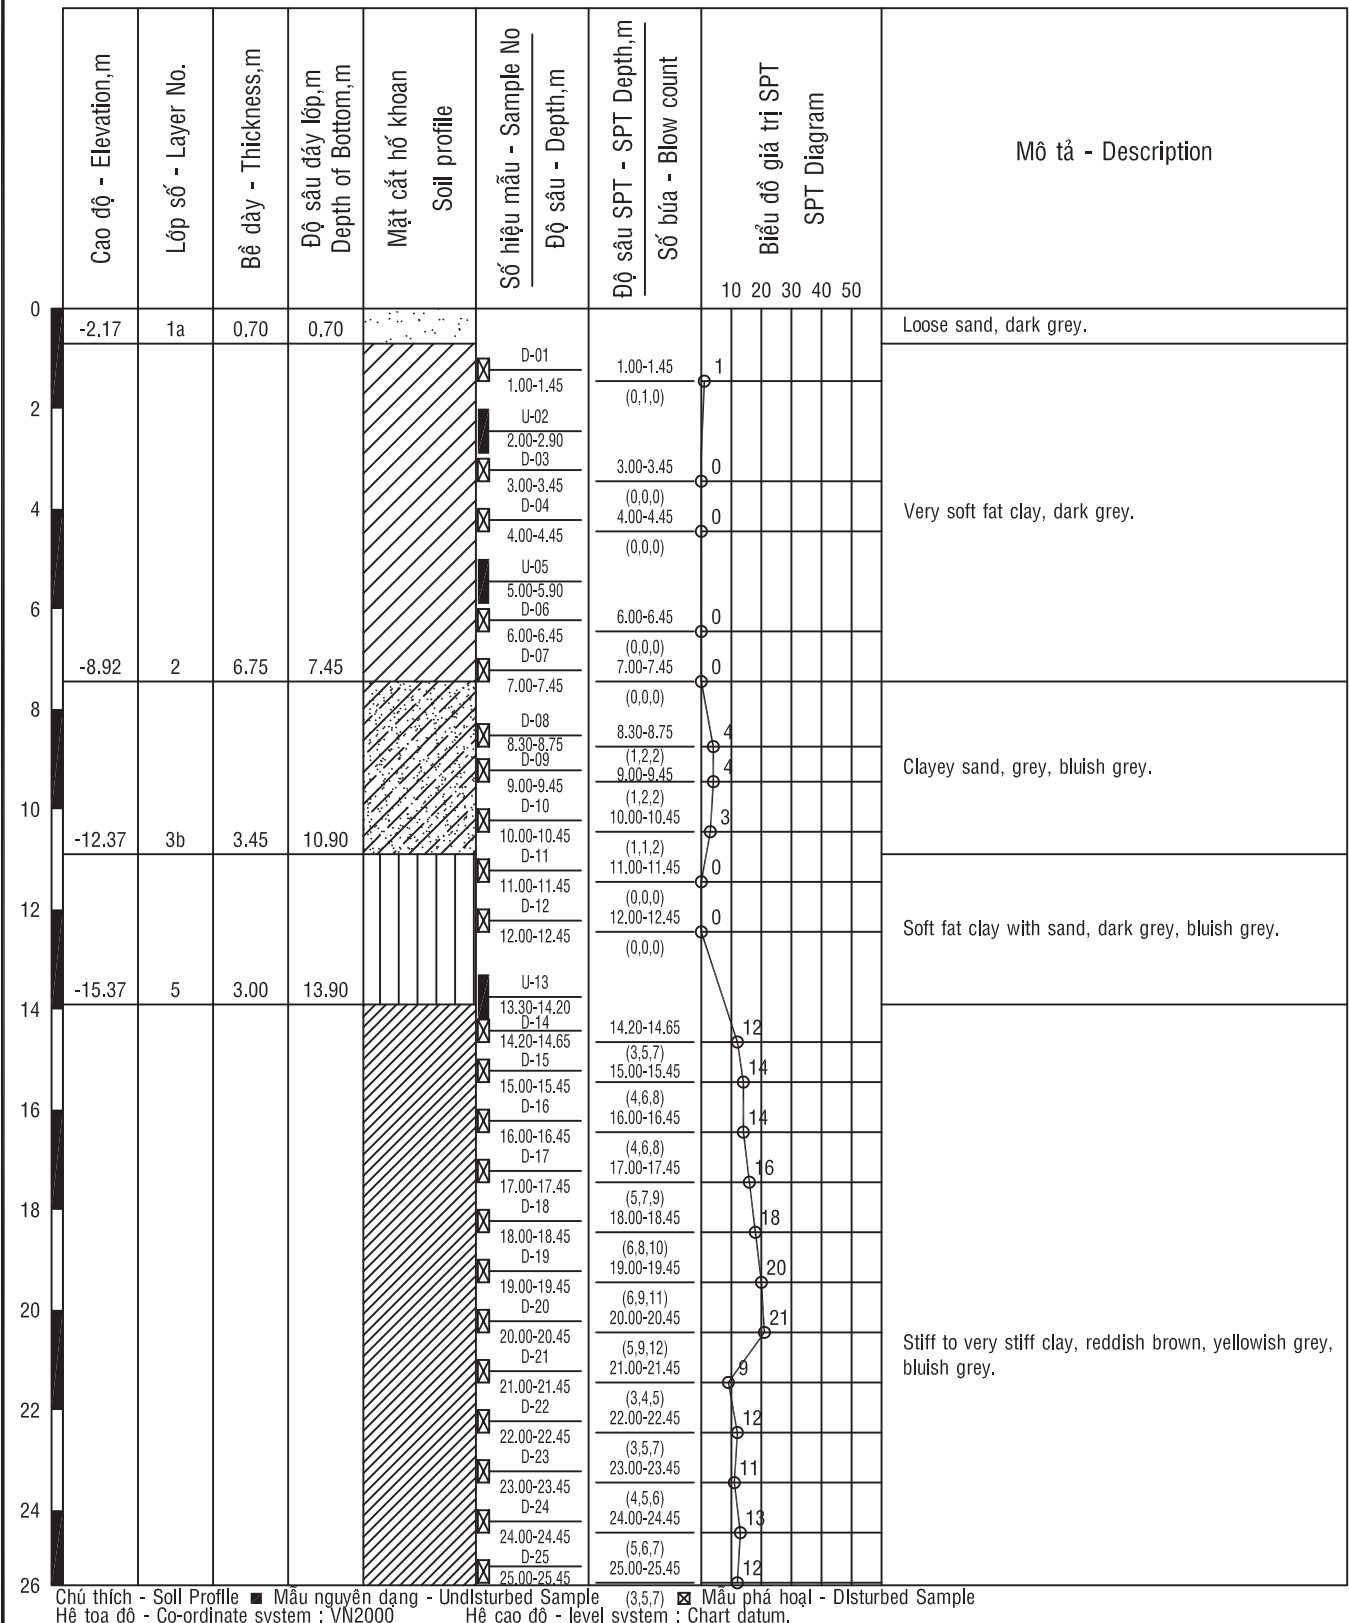 Cao độ - Elevation,m
Lớp số - Layer No.
Bề dày - Thickness,m
Độ sâu đáy lớp,m
Depth of Bottom,m
Mặt cắt hố khoan
Soil profile
Số hiệu mẫu - Sample No
Độ sâu - Depth,m
Độ sâu SPT - SPT Depth,m
Số búa - Blow count
Biểu đồ giá trị SPT
SPT Diagram
Mô tả - Description
10 20 30 40 50
0
-2.17 1a 0.70 0.70 Loose sand, dark grey.
D-01
1.00-1.45
1.00-1.45
(0,1,0)
1
2
U-02
2.00-2.90
D-03
3.00-3.45
3.00-3.45
(0,0,0)
0
4
D-04
4.00-4.45
4.00-4.45
(0,0,0)
0
Very soft fat clay, dark grey.
U-05
5.00-5.90
6
D-06
6.00-6.45
6.00-6.45
(0,0,0)
0
-8.92 2 6.75 7.45
D-07
7.00-7.45
7.00-7.45
(0,0,0)
0
8
D-08
8.30-8.75
8.30-8.75
(1,2,2)
4
D-09
9.00-9.45
9.00-9.45
(1,2,2)
4
Clayey sand, grey, bluish grey.
10
D-10
10.00-10.45
10.00-10.45
(1,1,2)
3
-12.37 3b 3.45 10.90
D-11
11.00-11.45
11.00-11.45
(0,0,0)
0
12
D-12
12.00-12.45
12.00-12.45
(0,0,0)
0
Soft fat clay with sand, dark grey, bluish grey.
-15.37 5 3.00 13.90
U-13
13.30-14.20
14
D-14
14.20-14.65
14.20-14.65
(3,5,7)
12
D-15
15.00-15.45
15.00-15.45
(4,6,8)
14
16
D-16
16.00-16.45
16.00-16.45
(4,6,8)
14
D-17
17.00-17.45
17.00-17.45
(5,7,9)
16
18
D-18
18.00-18.45
18.00-18.45
(6,8,10)
18
D-19
19.00-19.45
19.00-19.45
(6,9,11)
20
20
D-20
20.00-20.45
20.00-20.45
(5,9,12)
21
Stiff to very stiff clay, reddish brown, yellowish grey,
bluish grey.
D-21
21.00-21.45
21.00-21.45
(3,4,5)
9
22
D-22
22.00-22.45
22.00-22.45
(3,5,7)
12
D-23
23.00-23.45
23.00-23.45
(4,5,6)
11
24
D-24
24.00-24.45
24.00-24.45
(5,6,7)
13
D-25
25.00-25.45
25.00-25.45
(3,5,7)
12
26
Chú thích - Soil Profile Mẫu nguyên dạng - Undisturbed Sample Mẫu phá hoại - Disturbed Sample
Hệ tọa độ - Co-ordinate system : VN2000 Hệ cao độ - level system : Chart datum.